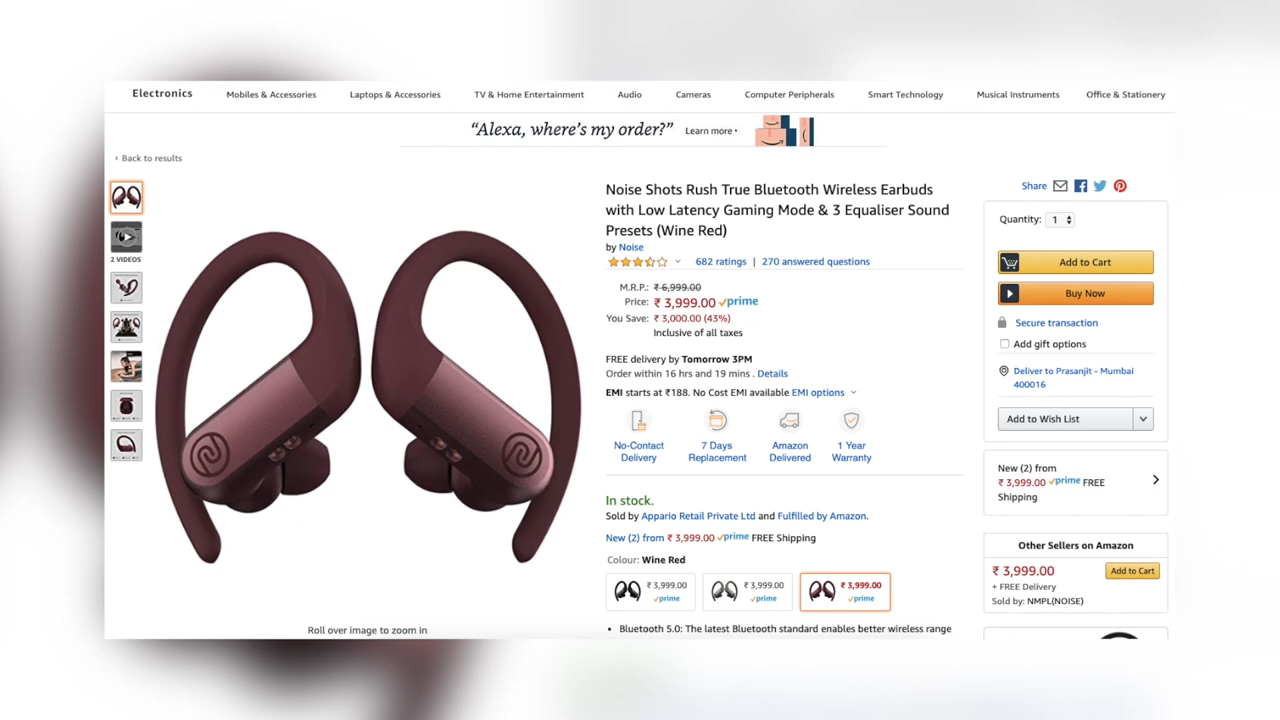 Electronics
Mobiles & Accessories
Laptops & Accessories
TV & Home Entertainment
Audio
Cameras
Computer Peripherals
Smart Technology
Musical Instruments
Office & Stationery
“Alexa, where’s my order?” Learn more ▸
‹ Back to results
2 VIDEOS
Roll over image to zoom in
Noise Shots Rush True Bluetooth Wireless Earbuds
with Low Latency Gaming Mode & 3 Equaliser Sound
Presets (Wine Red)
by Noise
682 ratings | 270 answered questions
M.R.P.: ₹ 6,999.00
Price: ₹ 3,999.00 prime
You Save: ₹ 3,000.00 (43%)
Inclusive of all taxes
FREE delivery by Tomorrow 3PM
Order within 16 hrs and 19 mins . Details
EMI starts at ₹188. No Cost EMI available EMI options
No-Contact
Delivery
7 Days
Replacement
Amazon
Delivered
1 Year
Warranty
In stock.
Sold by Appario Retail Private Ltd and Fulfilled by Amazon.
New (2) from ₹ 3,999.00 prime FREE Shipping
Colour: Wine Red
₹ 3,999.00
prime
₹ 3,999.00
prime
₹ 3,999.00
prime
• Bluetooth 5.0: The latest Bluetooth standard enables better wireless range
Share
Quantity: 1
Add to Cart
Buy Now
Secure transaction
Add gift options
Deliver to Prasanjit - Mumbai
400016
Add to Wish List
New (2) from
₹ 3,999.00 prime FREE
Shipping
Other Sellers on Amazon
₹ 3,999.00
Add to Cart
+ FREE Delivery
Sold by: NMPL(NOISE)